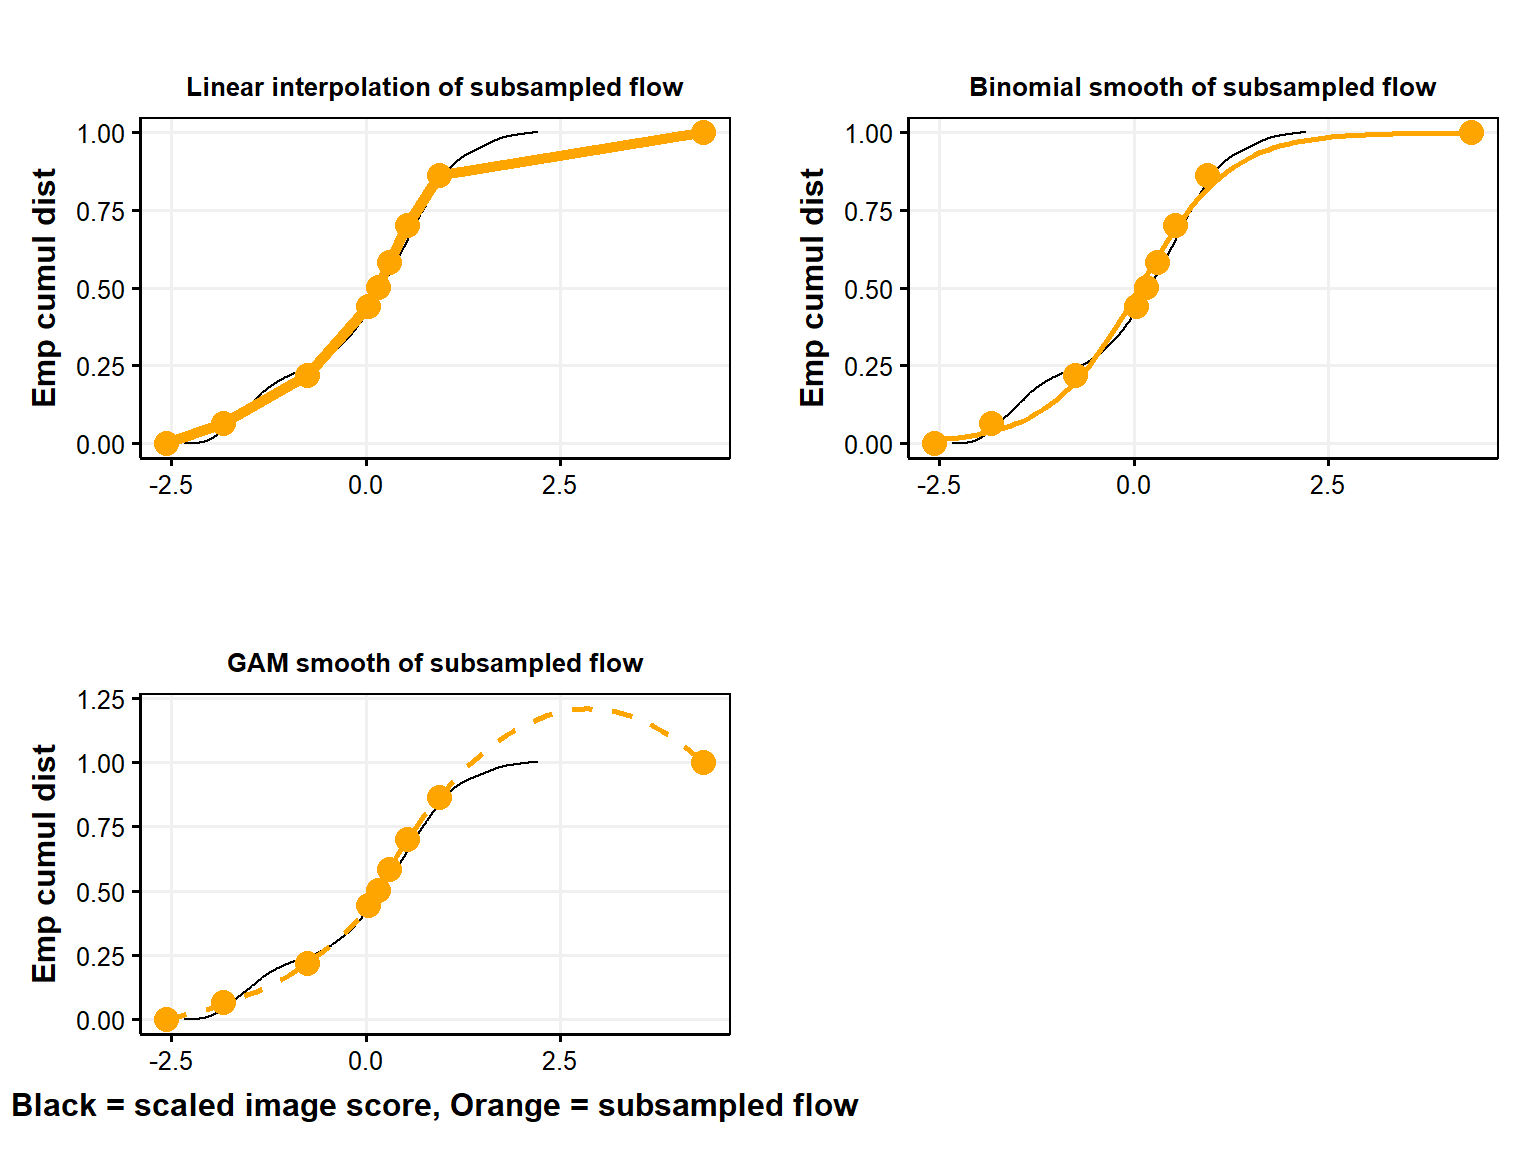 Linear interpolation of subsampled flow
Binomial smooth of subsampled flow
Emp cumul dist
1.00
0.75
0.50
0.25
0.00
-2.5 0.0 2.5
Emp cumul dist
1.00
0.75
0.50
0.25
0.00
-2.5 0.0 2.5
GAM smooth of subsampled flow
Emp cumul dist
1.25
1.00
0.75
0.50
0.25
0.00
-2.5 0.0 2.5
Black = scaled image score, Orange = subsampled flow